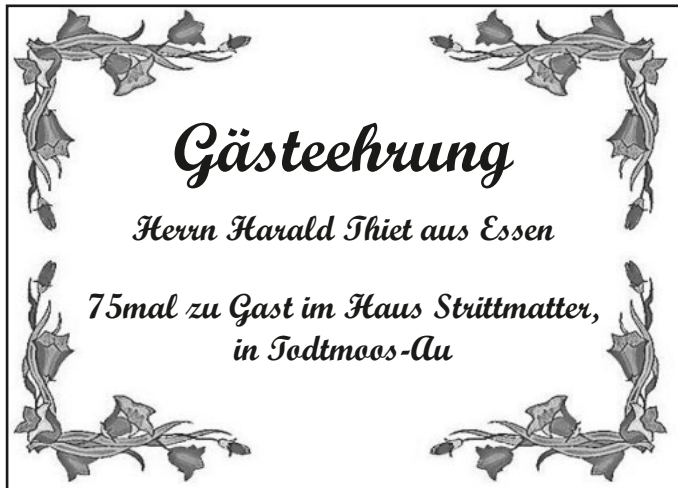 Gästeehrung
Herrn Harald Thiet aus Essen
75mal zu Gast im Haus Strittmatter,
in Todtmoos-Au